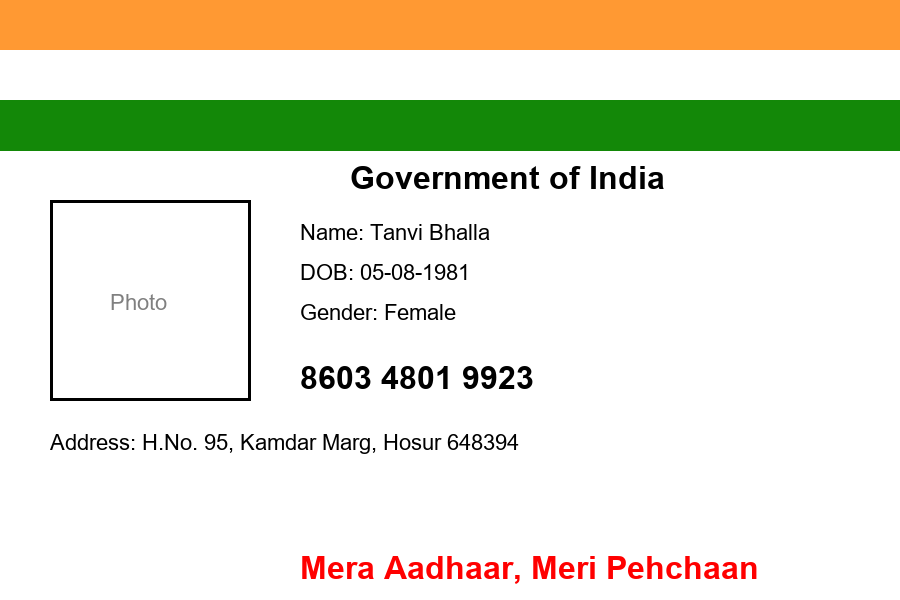 Government of India
Name: Tanvi Bhalla
DOB: 05-08-1981
Photo
Gender: Female
8603 4801 9923
Address: H.No. 95, Kamdar Marg, Hosur 648394
Mera Aadhaar, Meri Pehchaan